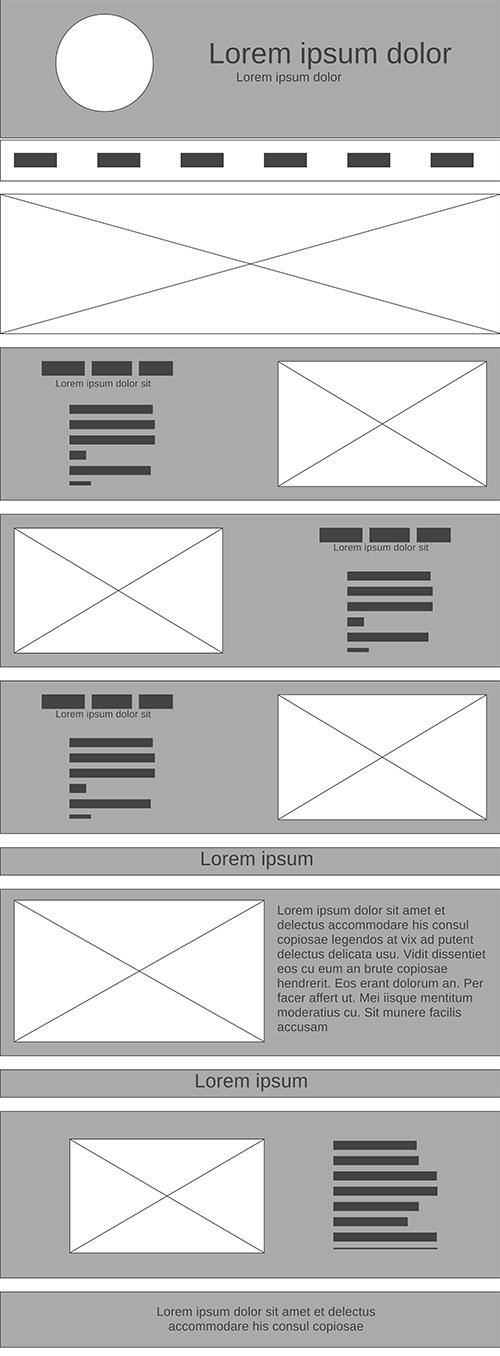 Lorem ipsum dolor
Lorem ipsum dolor
Lorem ipsum dolor sit
Lorem ipsum dolor sit
Lorem ipsum dolor sit
Lorem ipsum
Lorem ipsum dolor sit amet et
delectus accommodare his consul
copiosae legendos at vix ad putent
delectus delicata usu. Vidit dissentiet
eos cu eum an brute copiosae
hendrerit. Eos erant dolorum an. Per
facer affert ut. Mei iisque mentitum
moderatius cu. Sit munere facilis
accusam
Lorem ipsum
Lorem ipsum dolor sit amet et delectus
accommodare his consul copiosae